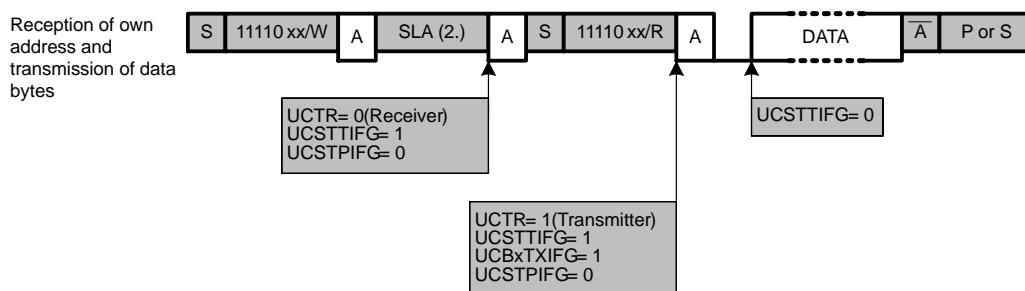 Reception of own
address and
transmission of data
bytes
S 11110 xx/W A SLA (2.) A S 11110 xx/R A DATA A P or S
UCTR= 0(Receiver)
UCSTTIFG= 1
UCSTPIFG= 0
UCSTTIFG= 0
UCTR= 1(Transmitter)
UCSTTIFG= 1
UCBxTXIFG= 1
UCSTPIFG= 0